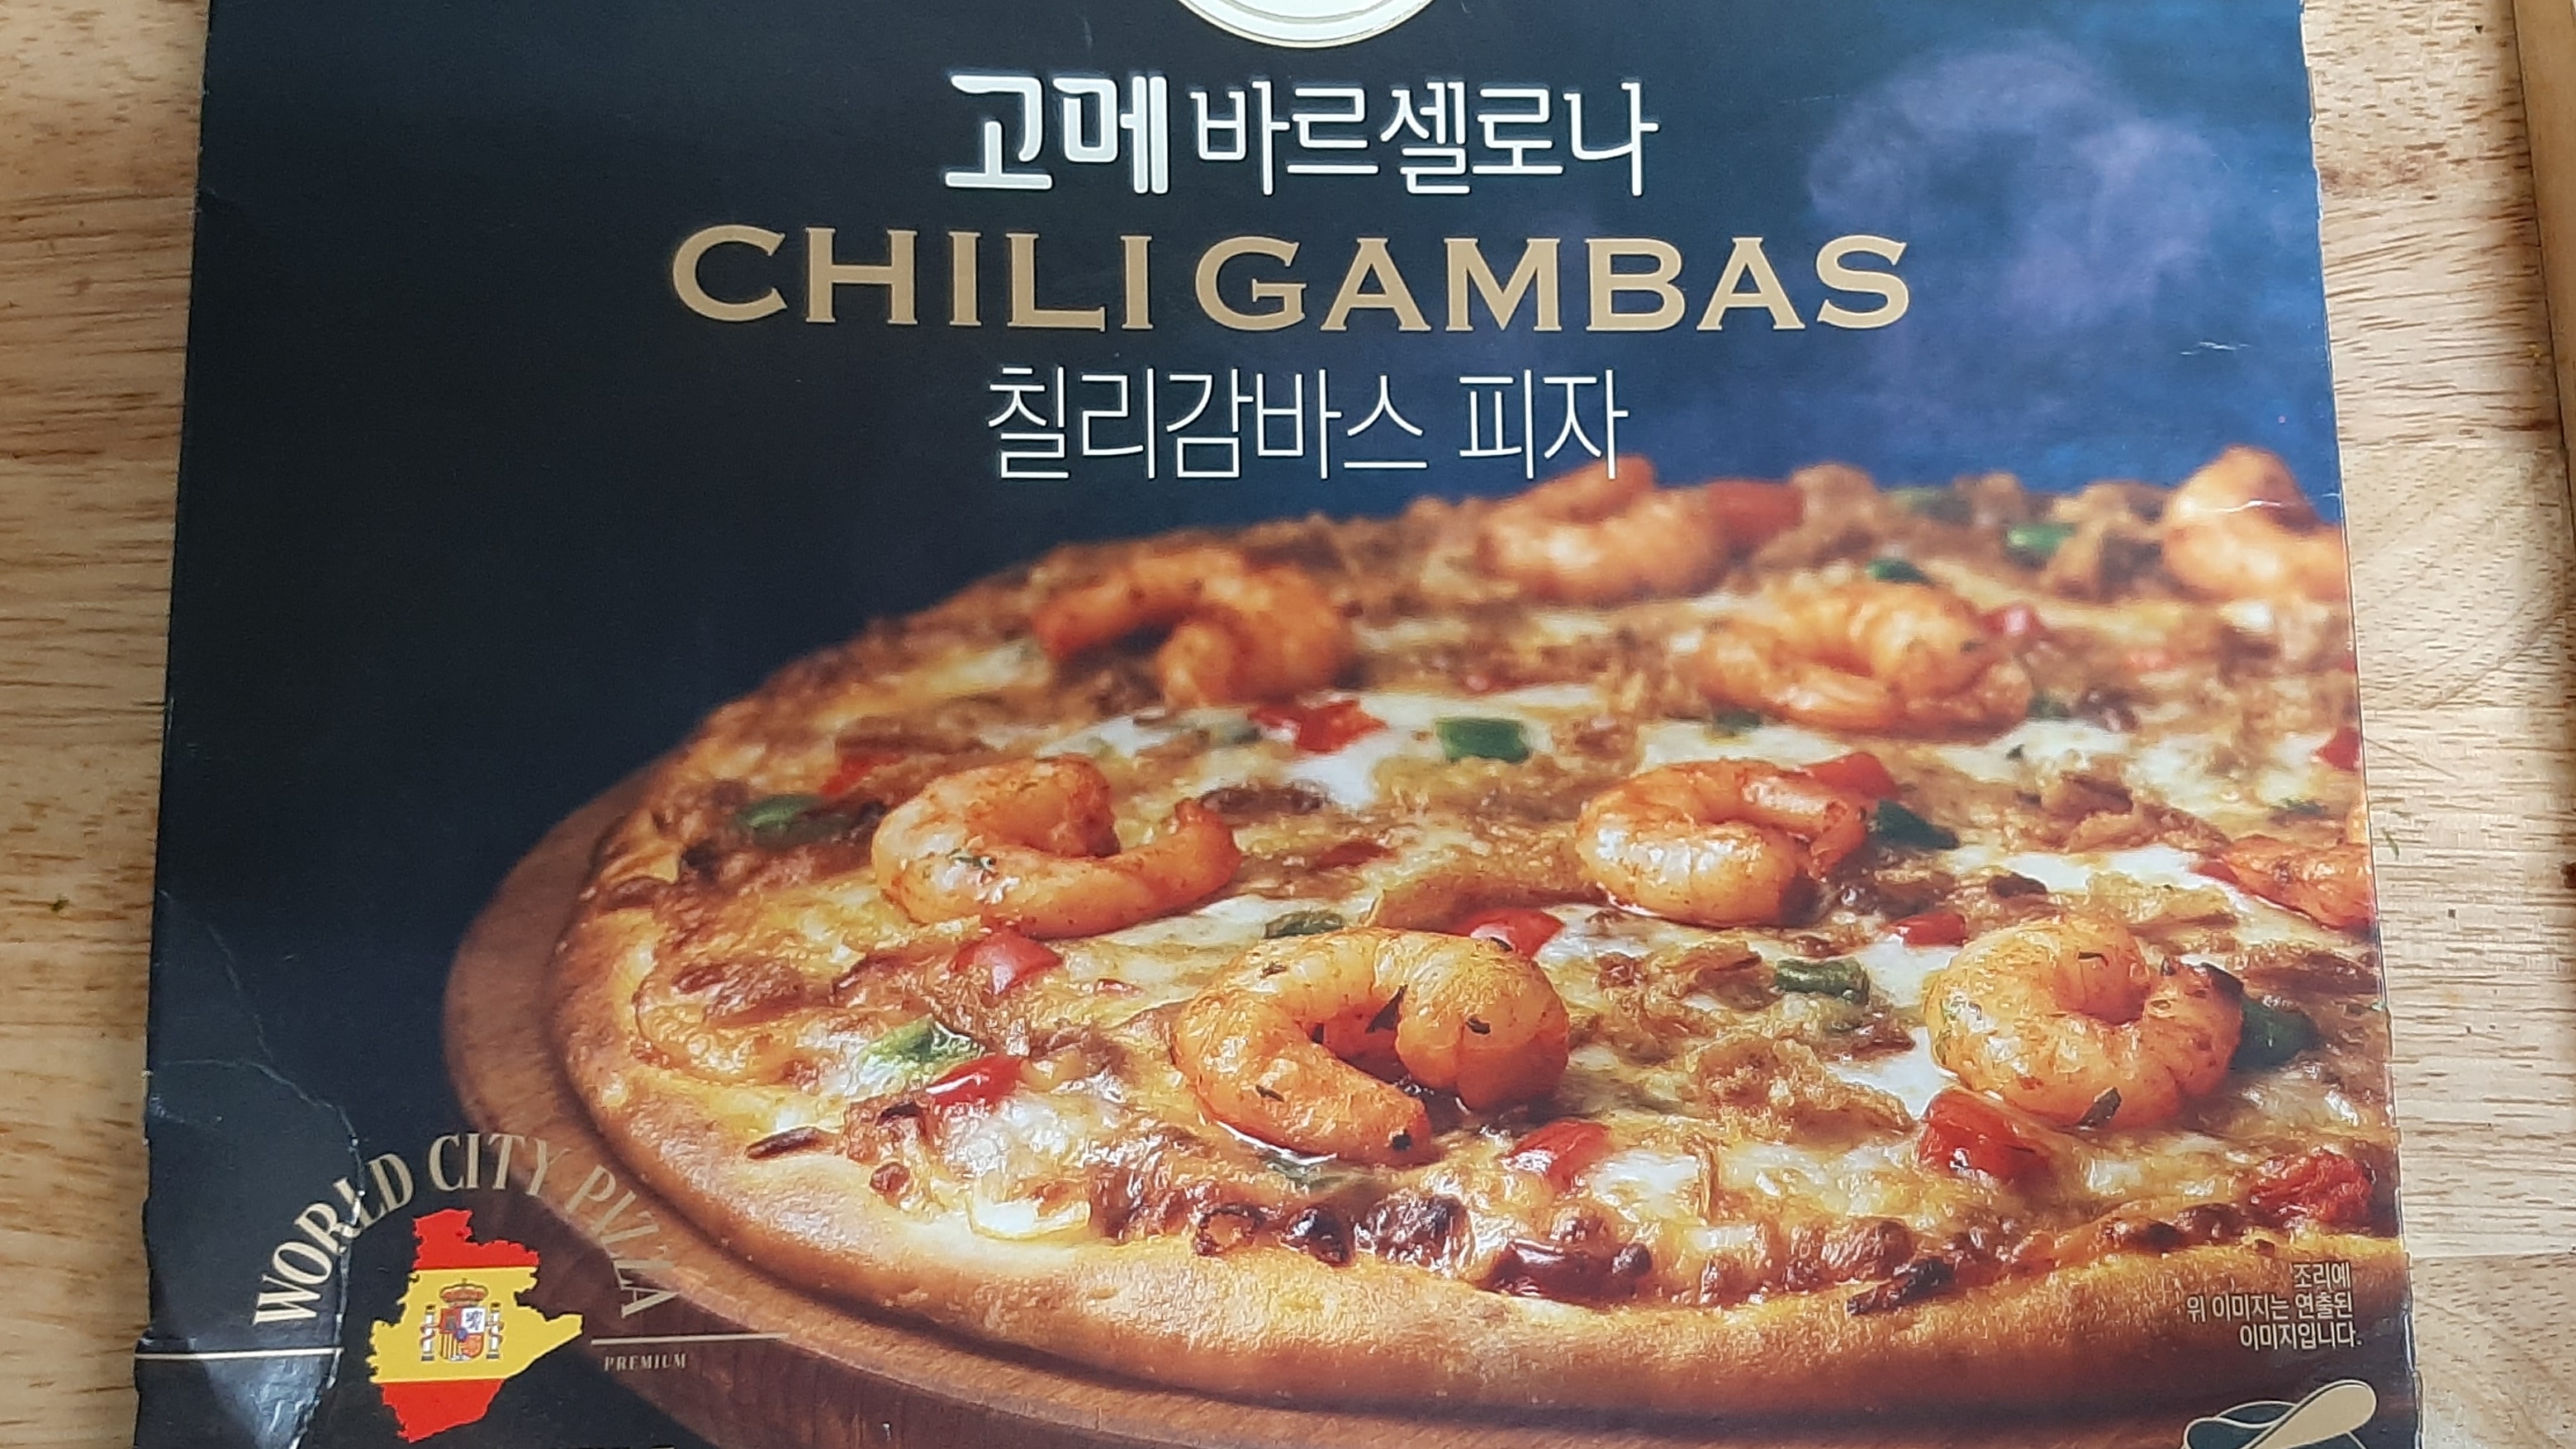 고메 바르셀로나
CHILI GAMBAS
칠리감바스 피자
WORLD CITY PIZZA
PREMIUM
조리예
위 이미지는 연출된
이미지입니다.